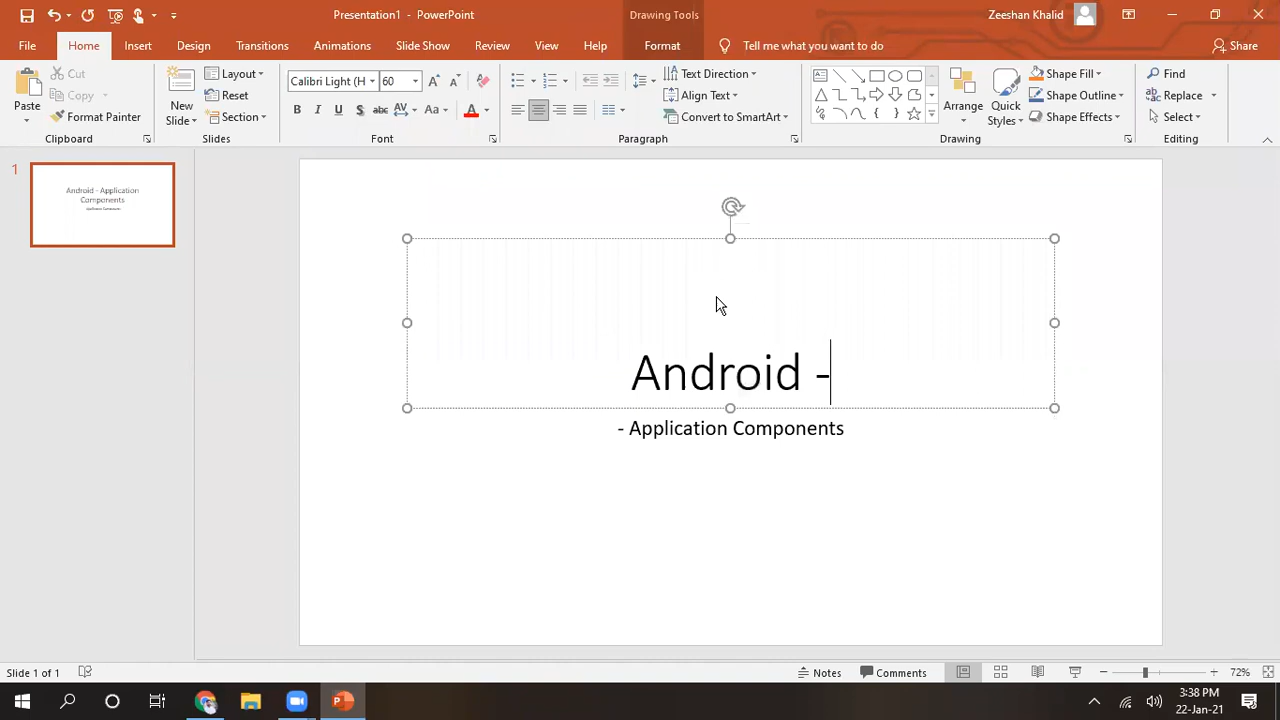 Presentation1 - PowerPoint
Drawing Tools
Zeeshan Khalid
File
Home
Insert
Design
Transitions
Animations
Slide Show
Review
View
Help
Format
Tell me what you want to do
Share
Paste
Cut
Copy
Format Painter
Clipboard
New
Slide
Layout
Reset
Section
Slides
Calibri Light (H
60
B
I
U
S
abc
AV
Aa
A
Font
Text Direction
Align Text
Convert to SmartArt
Paragraph
Arrange
Quick
Styles
Shape Fill
Shape Outline
Shape Effects
Drawing
Find
Replace
Select
Editing
1
Android - Application
Components
- Application Components
Android -
- Application Components
Slide 1 of 1
Notes
Comments
72%
3:38 PM
22-Jan-21